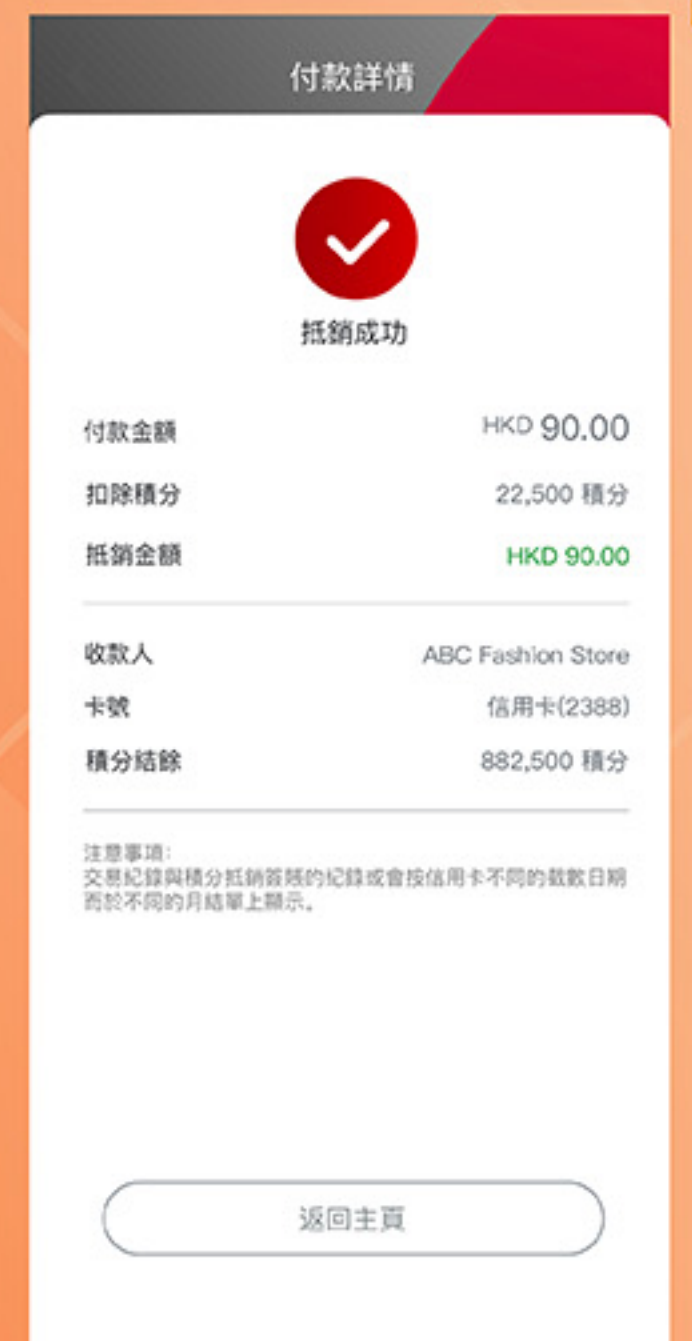 付款詳情
抵銷成功
付款金額 HKD 90.00
扣除積分 22,500 積分
抵銷金額 HKD 90.00
收款人 ABC Fashion Store
卡號 信用卡(2388)
積分結餘 882,500 積分
注意事項:
交易紀錄與積分抵銷簽賬的紀錄或會按信用卡不同的截數日期
而於不同的月結單上顯示。
返回主頁